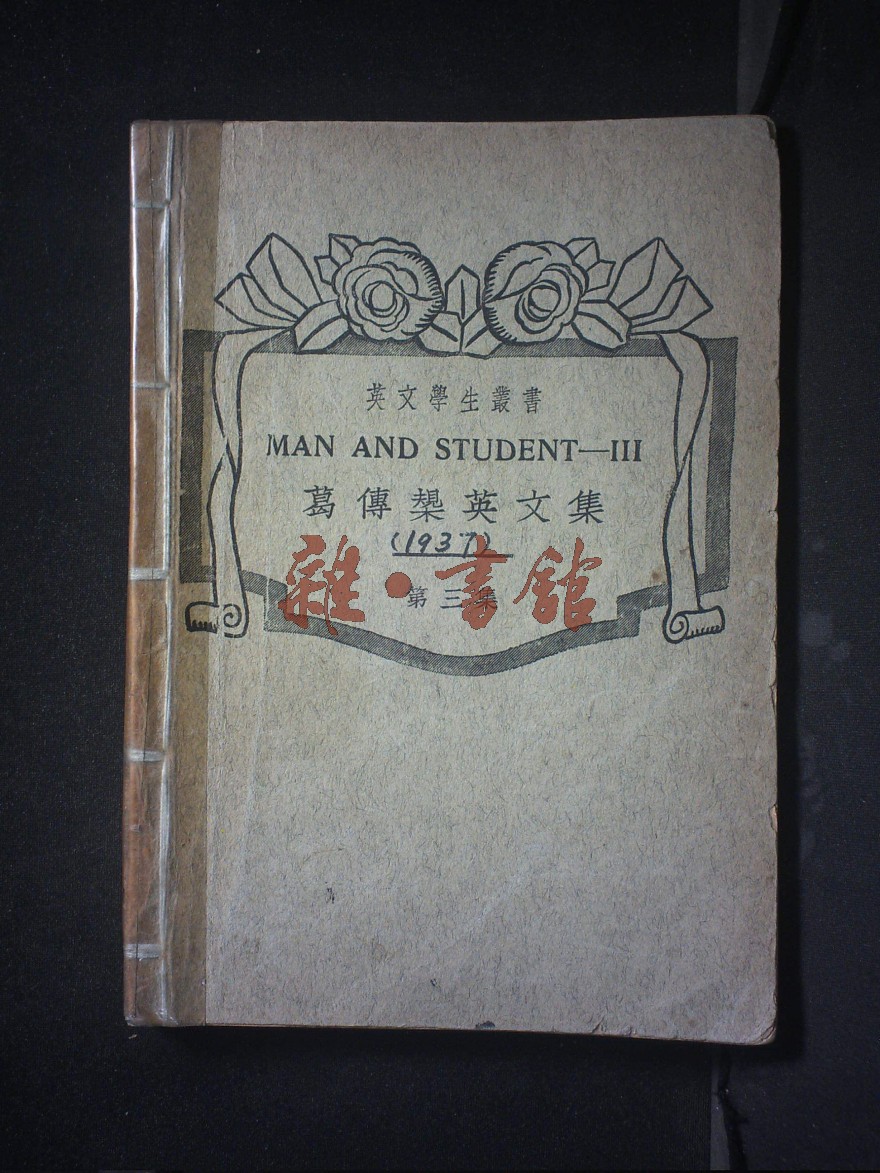 英文學生叢書
MAN AND STUDENT—III
葛傳槼英文集
(1937)
雜·書館
第三集